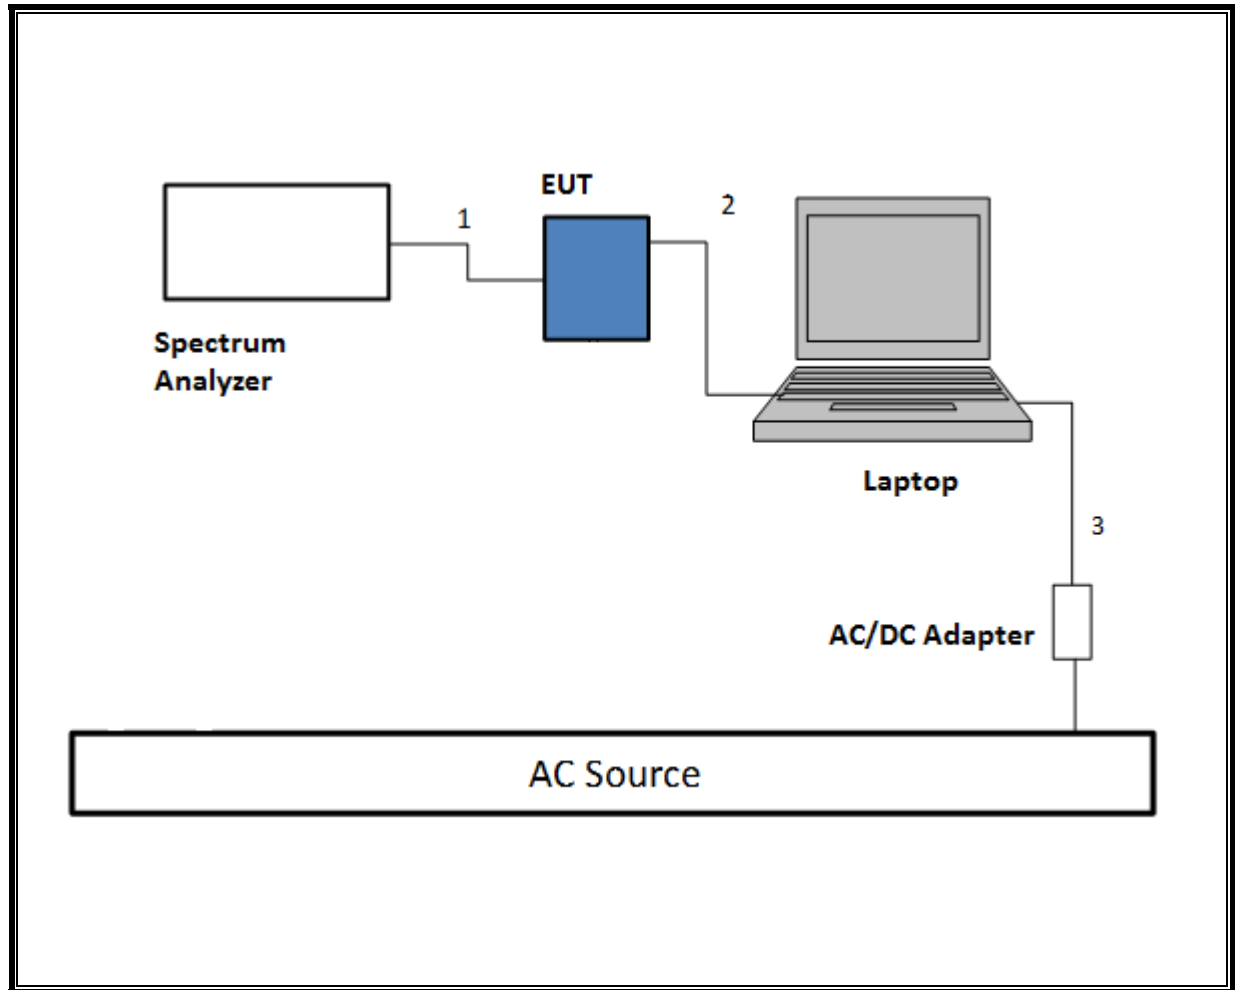 EUT
1
2
Spectrum
Analyzer
Laptop
3
AC/DC Adapter
AC Source